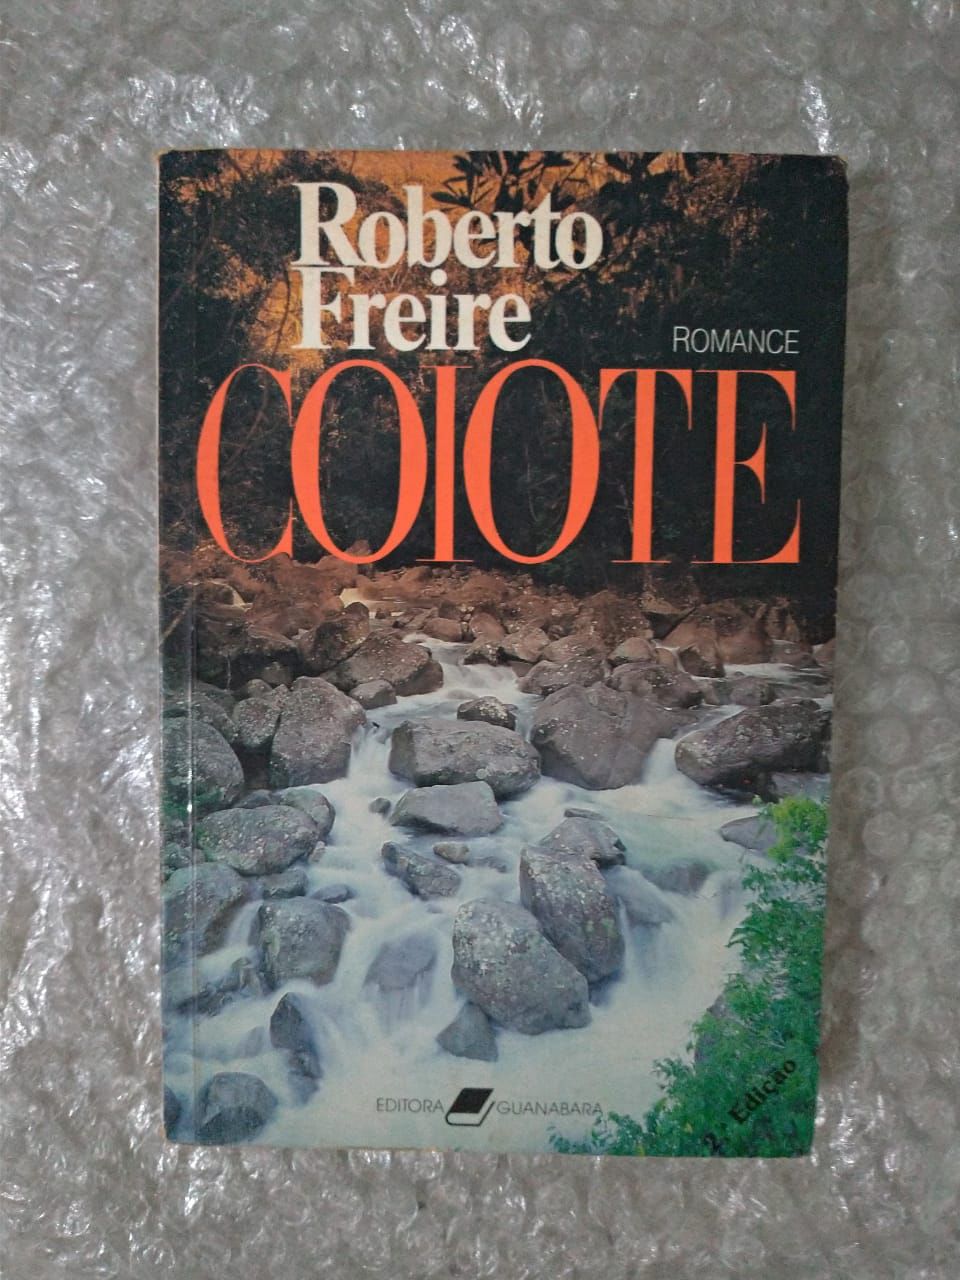 Roberto
Freire
ROMANCE
COIOTE
EDITORA GUANABARA
2ª Edição